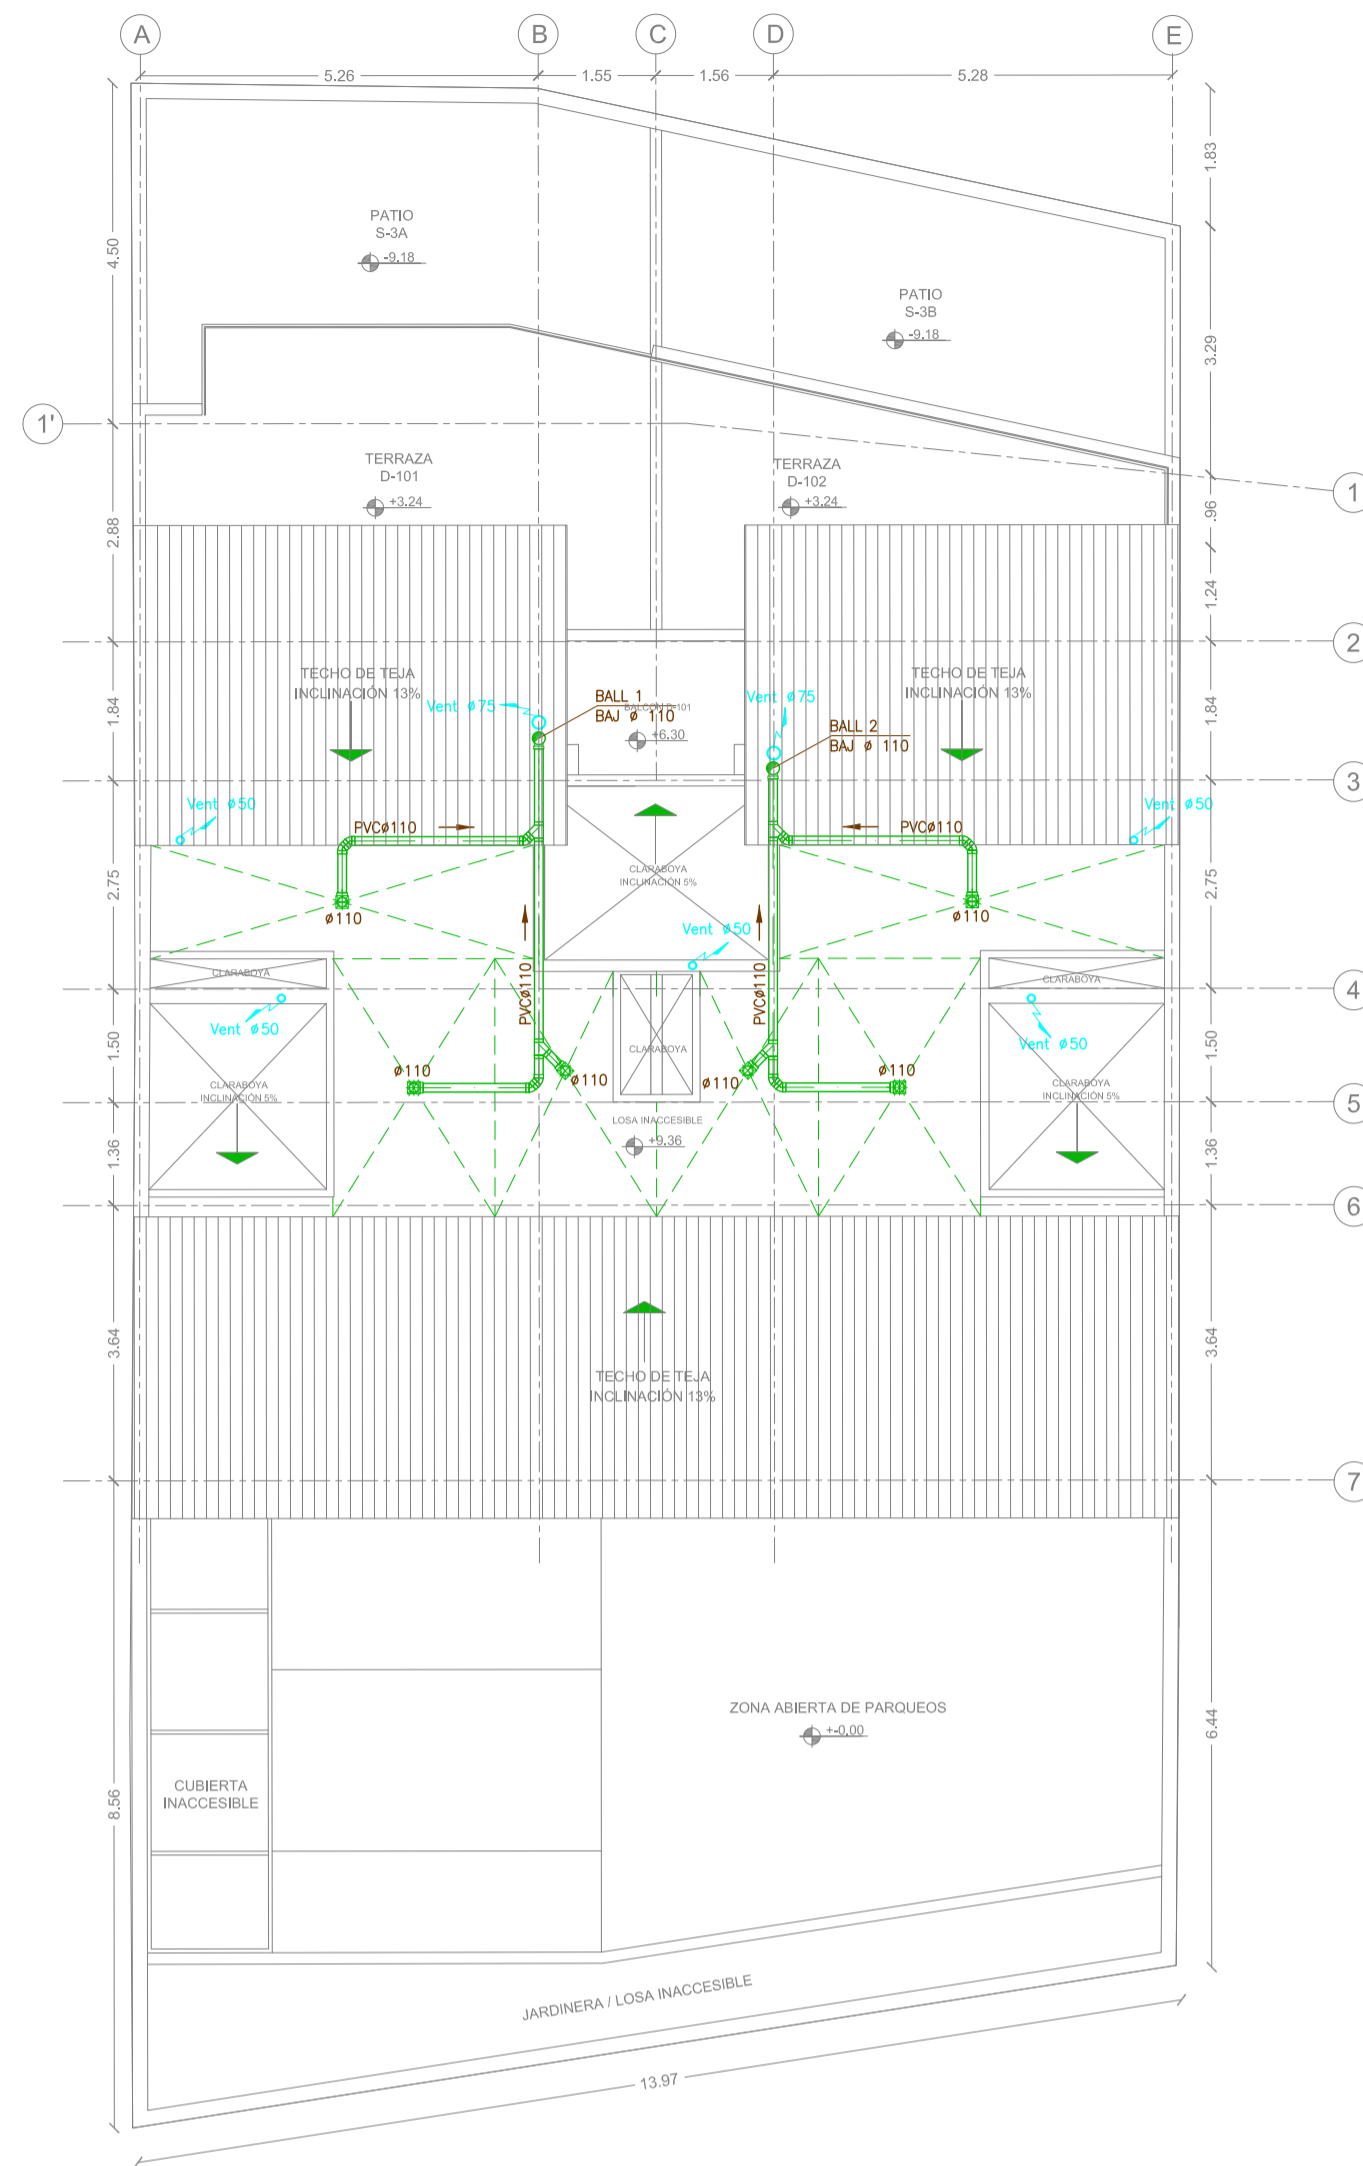 A
B
C
D
E
5.26
1.55
1.56
5.28
4.50
1.83
PATIO
S-3A
-9.18
PATIO
S-3B
-9.18
3.29
1'
TERRAZA
D-101
+3.24
TERRAZA
D-102
+3.24
1
.96
2.88
1.24
2
TECHO DE TEJA
INCLINACIÓN 13%
TECHO DE TEJA
INCLINACIÓN 13%
1.84
Vent ø75
BALL 1
BAJ ø 110
BALCON D-101
+6.30
Vent ø75
BALL 2
BAJ ø 110
1.84
3
Vent ø50
PVCø110
PVCø110
Vent ø50
2.75
CLARABOYA
INCLINACIÓN 5%
2.75
ø110
ø110
Vent ø50
PVCø110
PVCø110
CLARABOYA
CLARABOYA
4
Vent ø50
Vent ø50
1.50
CLARABOYA
1.50
ø110
ø110
ø110
ø110
CLARABOYA
INCLINACIÓN 5%
CLARABOYA
INCLINACIÓN 5%
5
LOSA INACCESIBLE
+9.36
1.36
1.36
6
3.64
3.64
TECHO DE TEJA
INCLINACIÓN 13%
7
ZONA ABIERTA DE PARQUEOS
+-0.00
6.44
CUBIERTA
INACCESIBLE
8.56
JARDINERA / LOSA INACCESIBLE
13.97